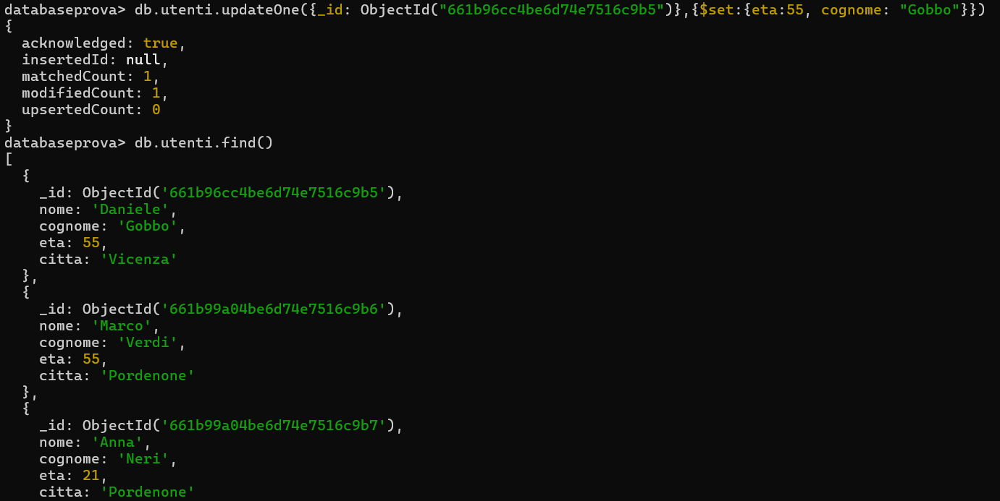 databaseprova> db.utenti.updateOne({_id: ObjectId("661b96cc4be6d74e7516c9b5")},{$set:{eta:55, cognome: "Gobbo"}})
{
  acknowledged: true,
  insertedId: null,
  matchedCount: 1,
  modifiedCount: 1,
  upsertedCount: 0
}
databaseprova> db.utenti.find()
[
  {
    _id: ObjectId('661b96cc4be6d74e7516c9b5'),
    nome: 'Daniele',
    cognome: 'Gobbo',
    eta: 55,
    citta: 'Vicenza'
  },
  {
    _id: ObjectId('661b99a04be6d74e7516c9b6'),
    nome: 'Marco',
    cognome: 'Verdi',
    eta: 55,
    citta: 'Pordenone'
  },
  {
    _id: ObjectId('661b99a04be6d74e7516c9b7'),
    nome: 'Anna',
    cognome: 'Neri',
    eta: 21,
    citta: 'Pordenone'